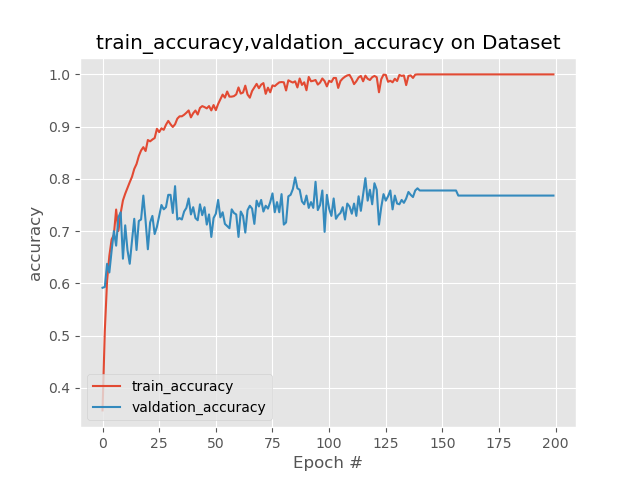 train_accuracy,valdation_accuracy on Dataset
1.0
0.9
0.8
0.7
0.6
0.5
0.4
accuracy
train_accuracy
valdation_accuracy
0 25 50 75 100 125 150 175 200
Epoch #